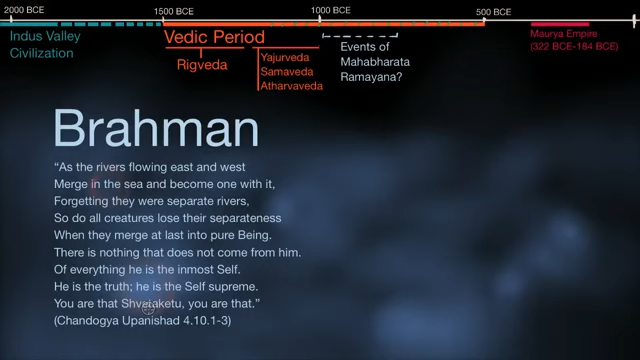 2000 BCE
1500 BCE
1000 BCE
500 BCE
Indus Valley
Civilization
Vedic Period
Rigveda
Yajurveda
Samaveda
Atharvaveda
Events of
Mahabharata
Ramayana?
Maurya Empire
(322 BCE-184 BCE)
Brahman
“As the rivers flowing east and west
Merge in the sea and become one with it,
Forgetting they were separate rivers,
So do all creatures lose their separateness
When they merge at last into pure Being.
There is nothing that does not come from him.
Of everything he is the inmost Self.
He is the truth; he is the Self supreme.
You are that Shvetaketu, you are that.”
(Chandogya Upanishad 4.10.1-3)